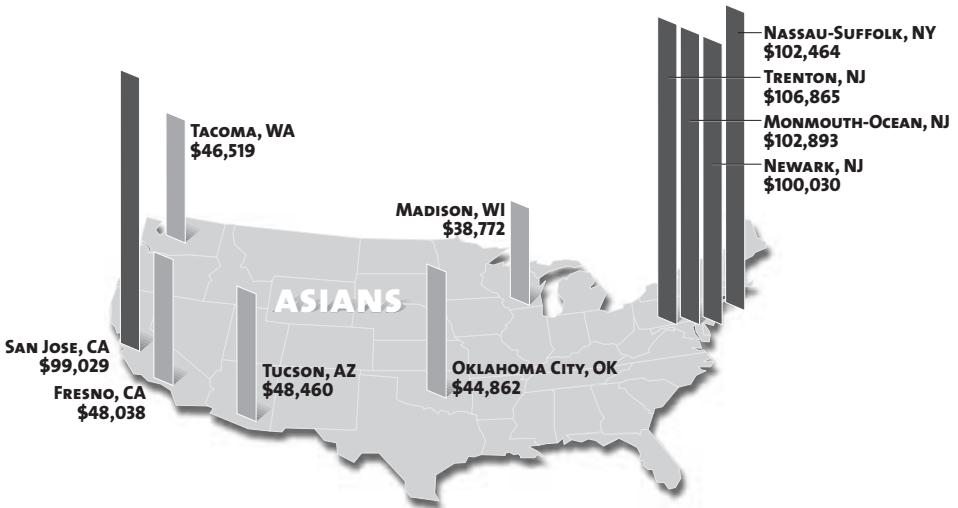 NASSAU-SUFFOLK, NY
$102,464
TRENTON, NJ
$106,865
MONMOUTH-OCEAN, NJ
$102,893
NEWARK, NJ
$100,030
TACOMA, WA
$46,519
MADISON, WI
$38,772
ASIANS
SAN JOSE, CA
$99,029
FRESNO, CA
$48,038
TUCSON, AZ
$48,460
OKLAHOMA CITY, OK
$44,862